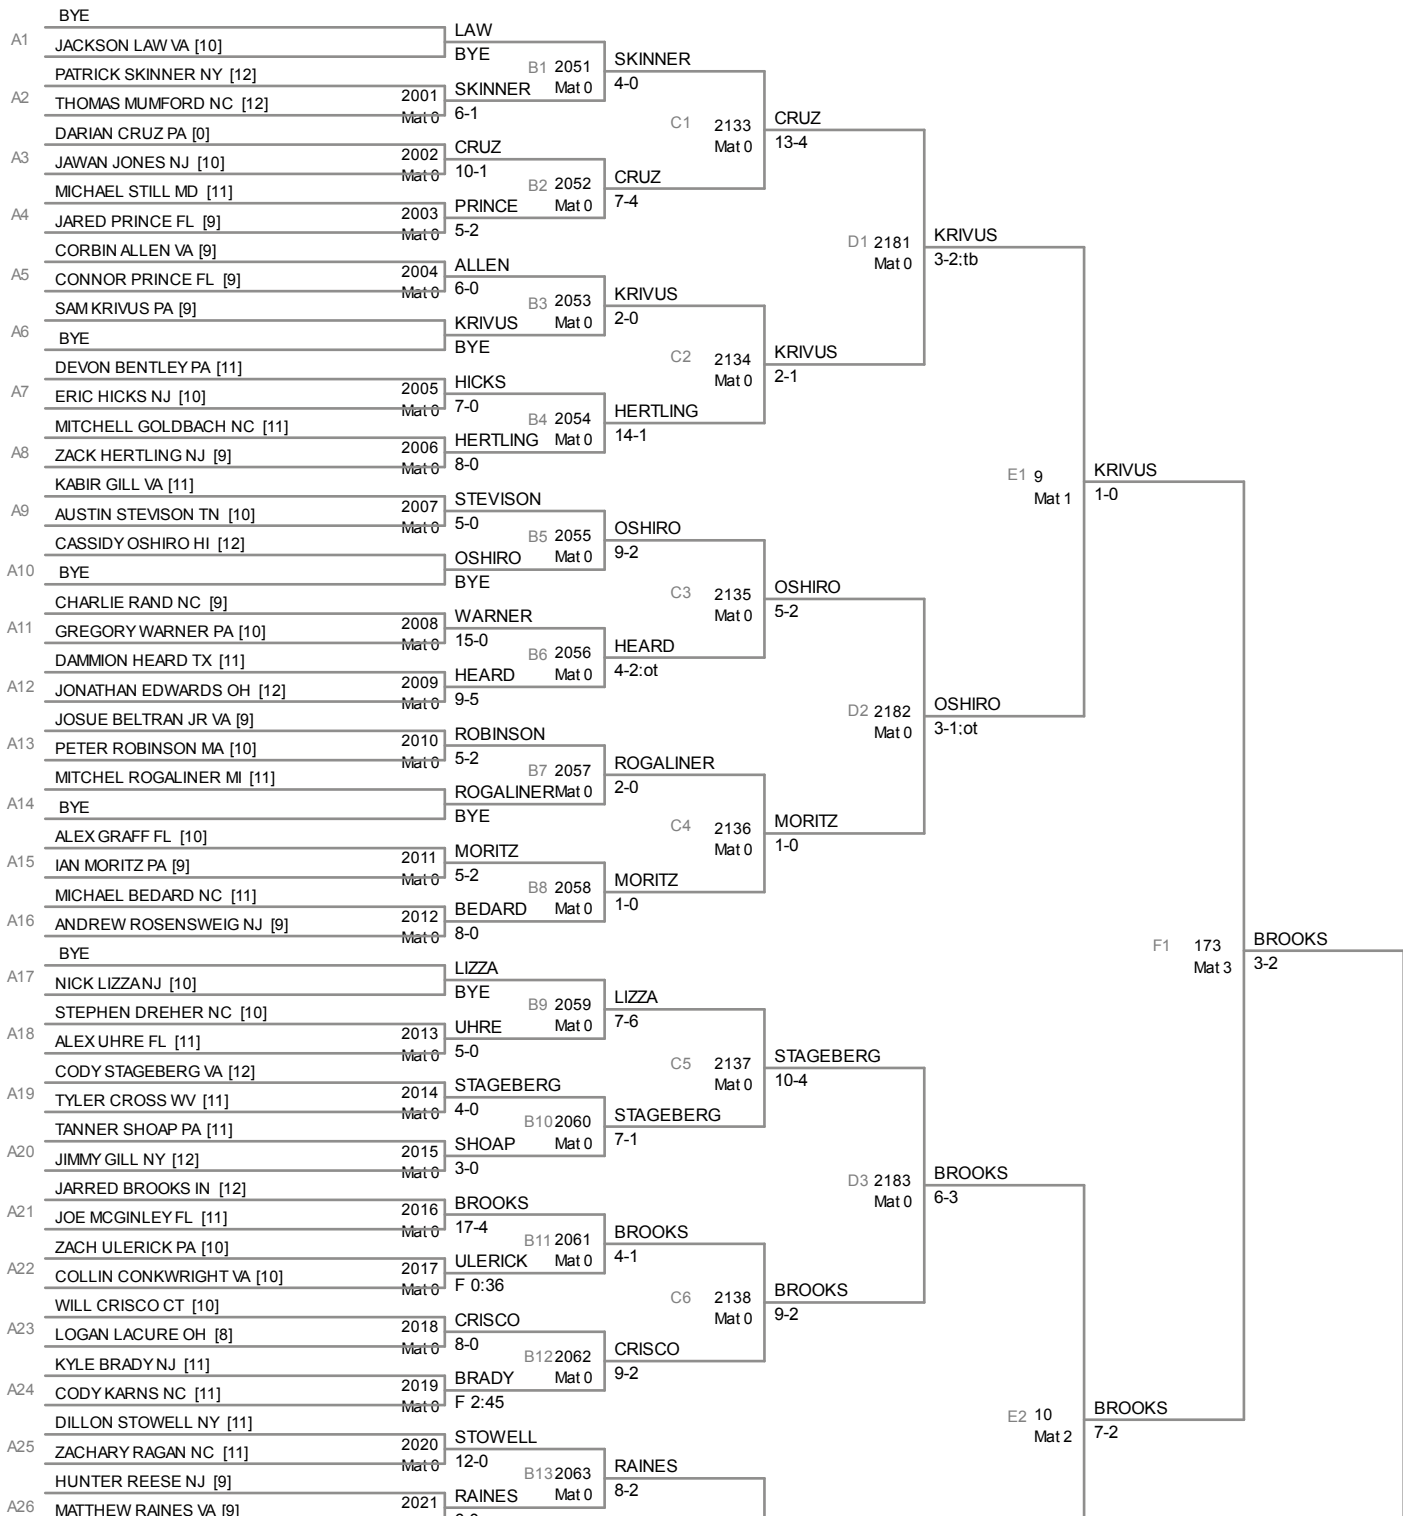 BYE
A1
JACKSON LAW VA [10]
LAW
BYE
PATRICK SKINNER NY [12]
A2
THOMAS MUMFORD NC [12]
2001
Mat 0
SKINNER
6-1
B1 2051
Mat 0
SKINNER
4-0
DARIAN CRUZ PA [0]
A3
JAWAN JONES NJ [10]
2002
Mat 0
CRUZ
10-1
MICHAEL STILL MD [11]
A4
JARED PRINCE FL [9]
2003
Mat 0
PRINCE
5-2
B2 2052
Mat 0
CRUZ
7-4
C1 2133
Mat 0
CRUZ
13-4
CORBIN ALLEN VA [9]
A5
CONNOR PRINCE FL [9]
2004
Mat 0
ALLEN
6-0
SAM KRIVUS PA [9]
A6
BYE
KRIVUS
BYE
B3 2053
Mat 0
KRIVUS
2-0
DEVON BENTLEY PA [11]
A7
ERIC HICKS NJ [10]
2005
Mat 0
HICKS
7-0
MITCHELL GOLDBACH NC [11]
A8
ZACK HERTLING NJ [9]
2006
Mat 0
HERTLING
8-0
B4 2054
Mat 0
HERTLING
14-1
C2 2134
Mat 0
KRIVUS
2-1
D1 2181
Mat 0
KRIVUS
3-2;tb
KABIR GILL VA [11]
A9
AUSTIN STEVISON TN [10]
2007
Mat 0
STEVISON
5-0
CASSIDY OSHIRO HI [12]
A10
BYE
OSHIRO
BYE
B5 2055
Mat 0
OSHIRO
9-2
CHARLIE RAND NC [9]
A11
GREGORY WARNER PA [10]
2008
Mat 0
WARNER
15-0
DAMMION HEARD TX [11]
A12
JONATHAN EDWARDS OH [12]
2009
Mat 0
HEARD
9-5
B6 2056
Mat 0
HEARD
4-2:ot
C3 2135
Mat 0
OSHIRO
5-2
JOSUE BELTRAN JR VA [9]
A13
PETER ROBINSON MA [10]
2010
Mat 0
ROBINSON
5-2
MITCHEL ROGALINER MI [11]
A14
BYE
ROGALINER
BYE
B7 2057
Mat 0
ROGALINER
2-0
ALEX GRAFF FL [10]
A15
IAN MORITZ PA [9]
2011
Mat 0
MORITZ
5-2
MICHAEL BEDARD NC [11]
A16
ANDREW ROSENSWEIG NJ [9]
2012
Mat 0
BEDARD
8-0
B8 2058
Mat 0
MORITZ
1-0
C4 2136
Mat 0
MORITZ
1-0
D2 2182
Mat 0
OSHIRO
3-1;ot
E1 9
Mat 1
KRIVUS
1-0
BYE
A17
NICK LIZZA NJ [10]
LIZZA
BYE
STEPHEN DREHER NC [10]
A18
ALEX UHRE FL [11]
2013
Mat 0
UHRE
5-0
B9 2059
Mat 0
LIZZA
7-6
CODY STAGEBERG VA [12]
A19
TYLER CROSS WV [11]
2014
Mat 0
STAGEBERG
4-0
TANNER SHOAP PA [11]
A20
JIMMY GILL NY [12]
2015
Mat 0
SHOAP
3-0
B10 2060
Mat 0
STAGEBERG
7-1
C5 2137
Mat 0
STAGEBERG
10-4
JARRED BROOKS IN [12]
A21
JOE MCGINLEY FL [11]
2016
Mat 0
BROOKS
17-4
ZACH ULERICK PA [10]
A22
COLLIN CONKWRIGHT VA [10]
2017
Mat 0
ULERICK
F 0:36
B11 2061
Mat 0
BROOKS
4-1
WILL CRISCO CT [10]
A23
LOGAN LACURE OH [8]
2018
Mat 0
CRISCO
8-0
KYLE BRADY NJ [11]
A24
CODY KARNS NC [11]
2019
Mat 0
BRADY
F 2:45
B12 2062
Mat 0
CRISCO
9-2
C6 2138
Mat 0
BROOKS
9-2
D3 2183
Mat 0
BROOKS
6-3
DILLON STOWELL NY [11]
A25
ZACHARY RAGAN NC [11]
2020
Mat 0
STOWELL
12-0
HUNTER REESE NJ [9]
A26
MATTHEW RAINES VA [9]
2021
RAINES
B13 2063
Mat 0
RAINES
8-2
E2 10
Mat 2
BROOKS
7-2
F1 173
Mat 3
BROOKS
3-2